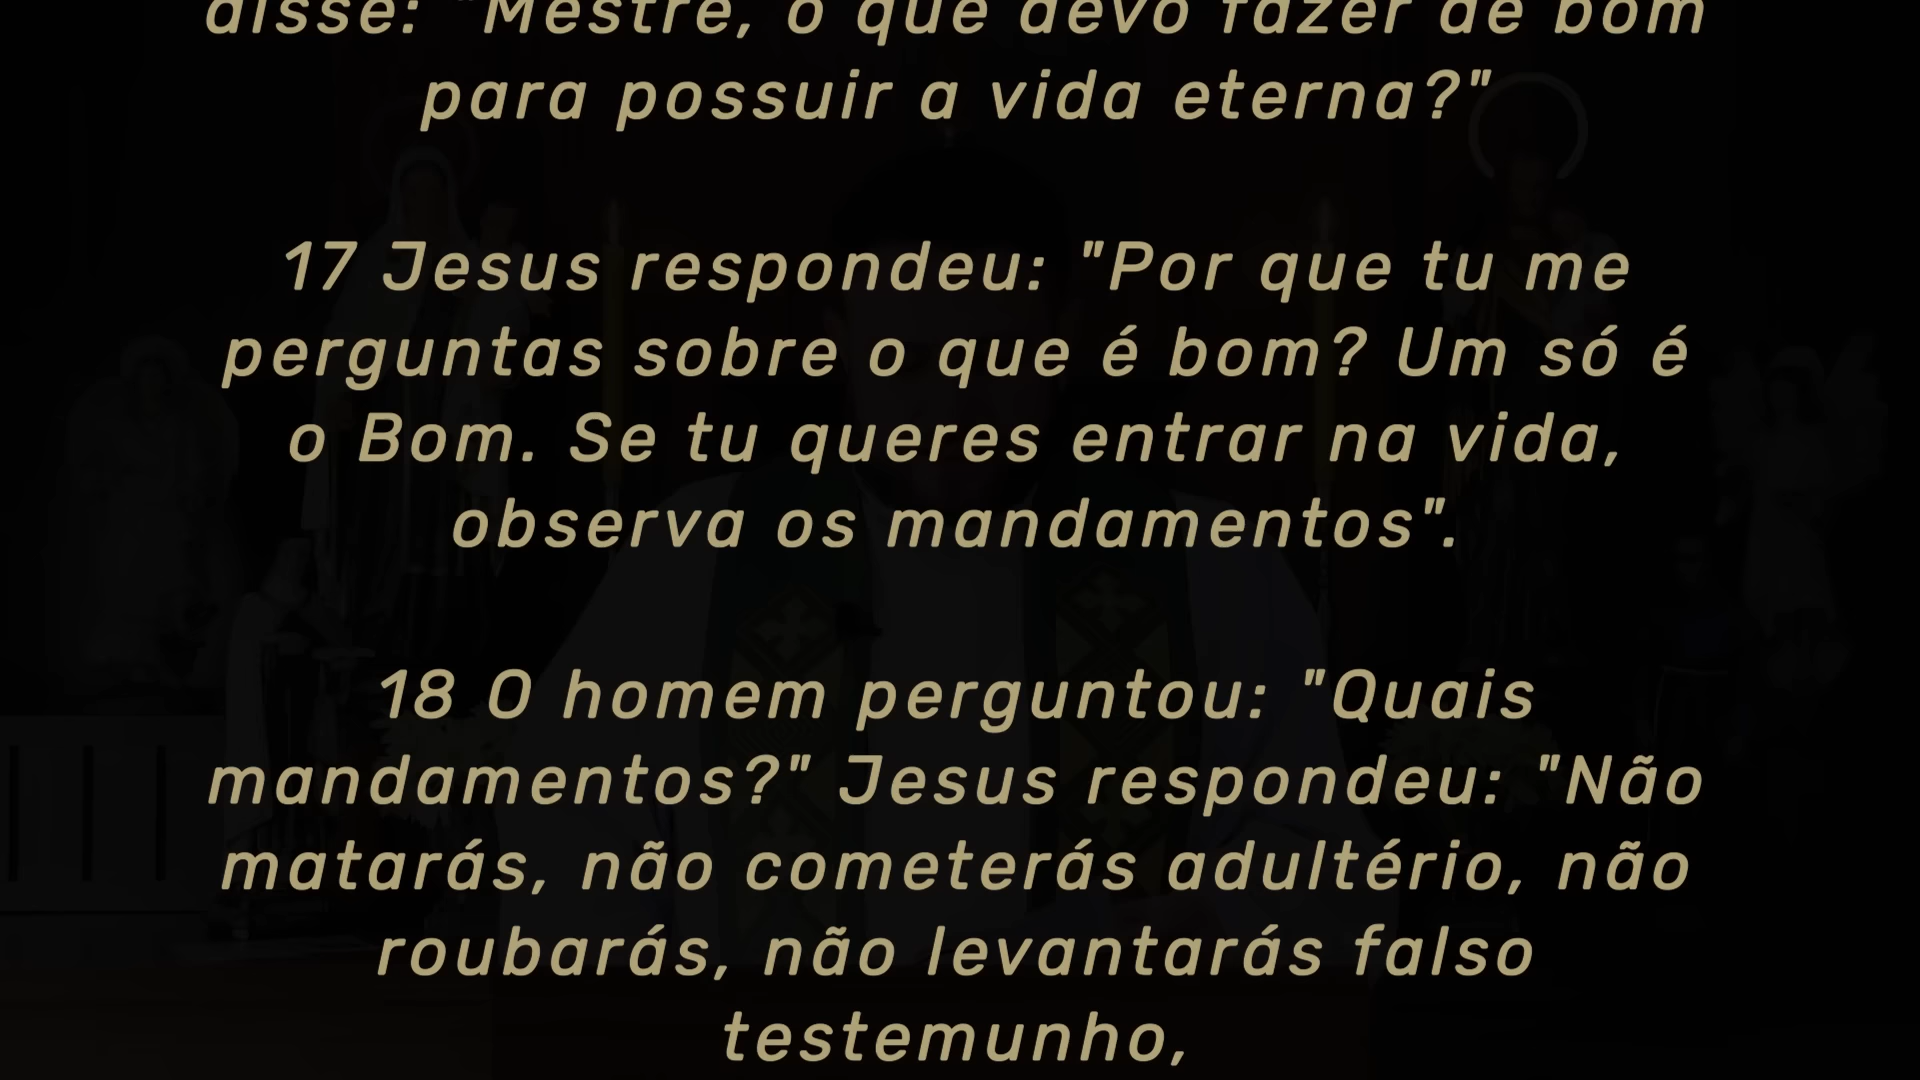 disse: "Mestre, o que devo fazer de bom
para possuir a vida eterna?"
17 Jesus respondeu: "Por que tu me
perguntas sobre o que é bom? Um só é
o Bom. Se tu queres entrar na vida,
observa os mandamentos".
18 O homem perguntou: "Quais
mandamentos?" Jesus respondeu: "Não
matarás, não cometerás adultério, não
roubarás, não levantarás falso
testemunho,